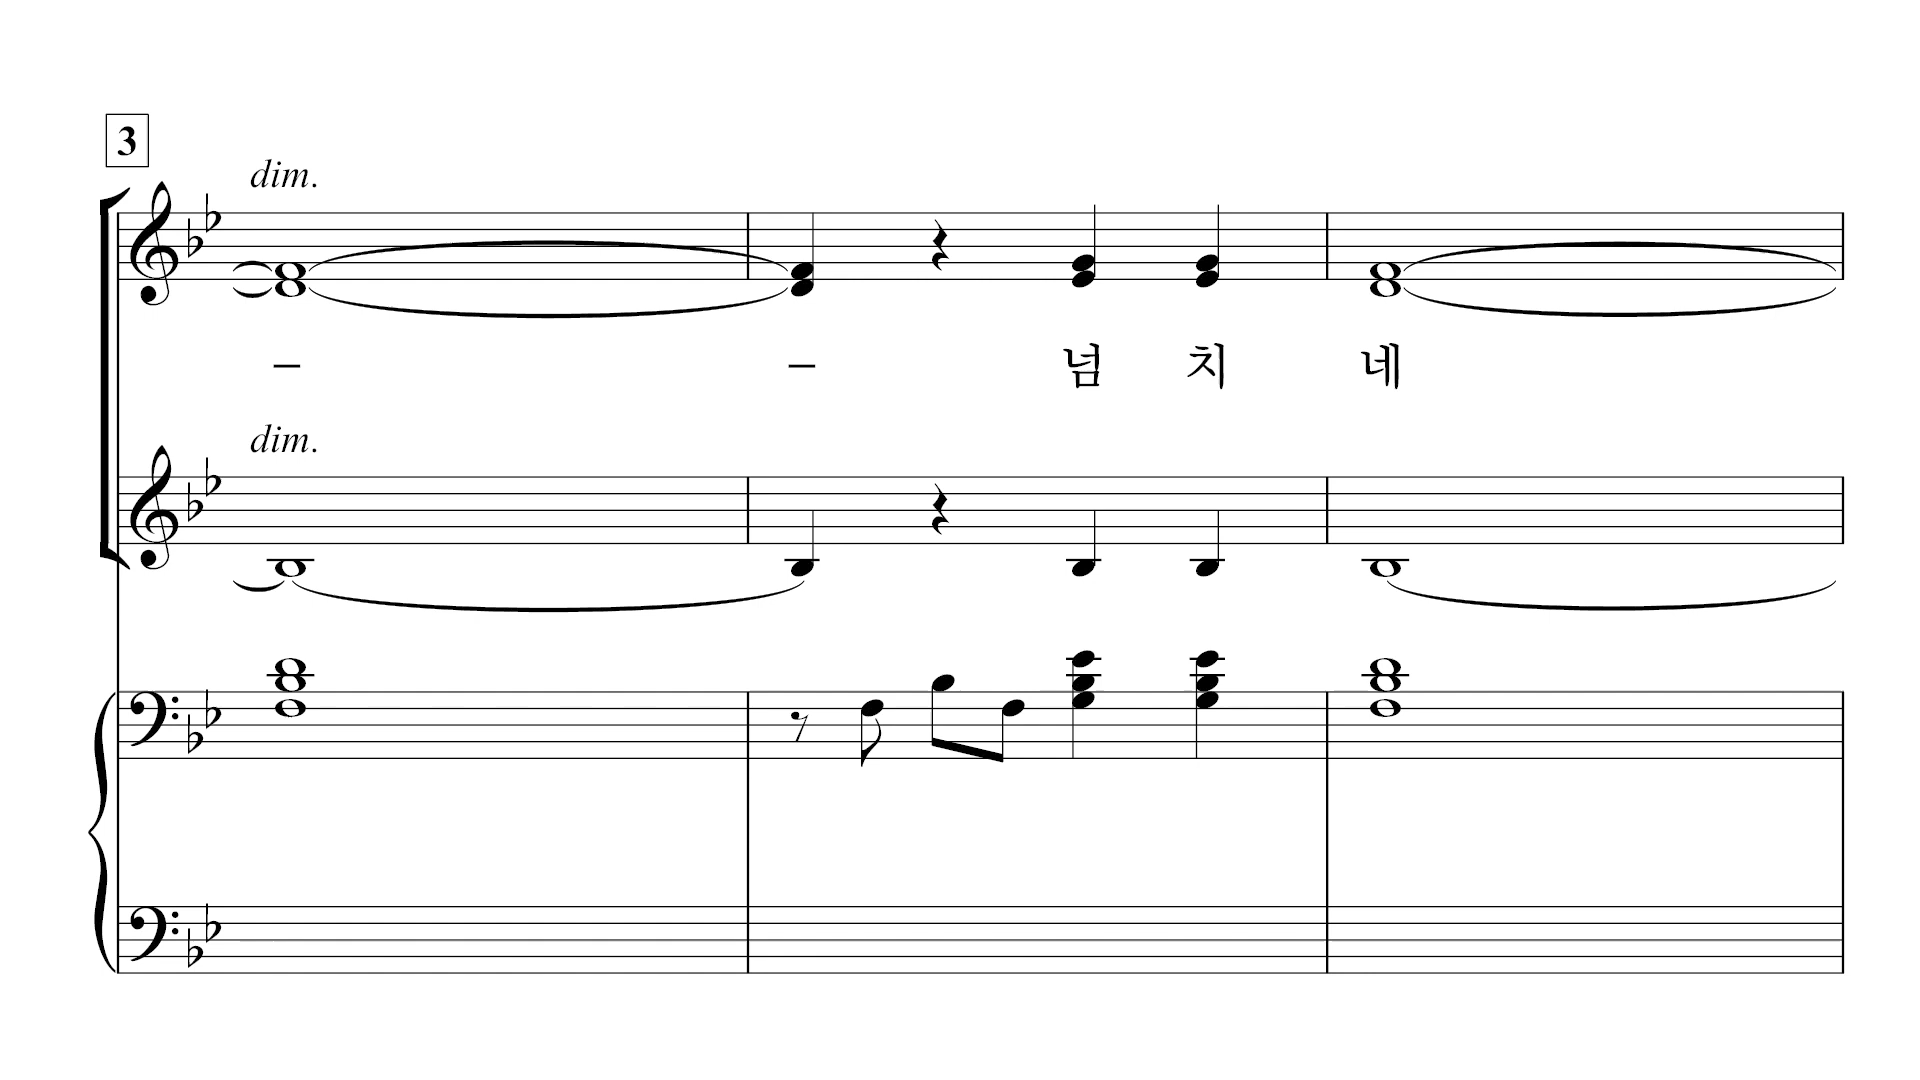 3
dim.
– – 넘 치 네
dim.